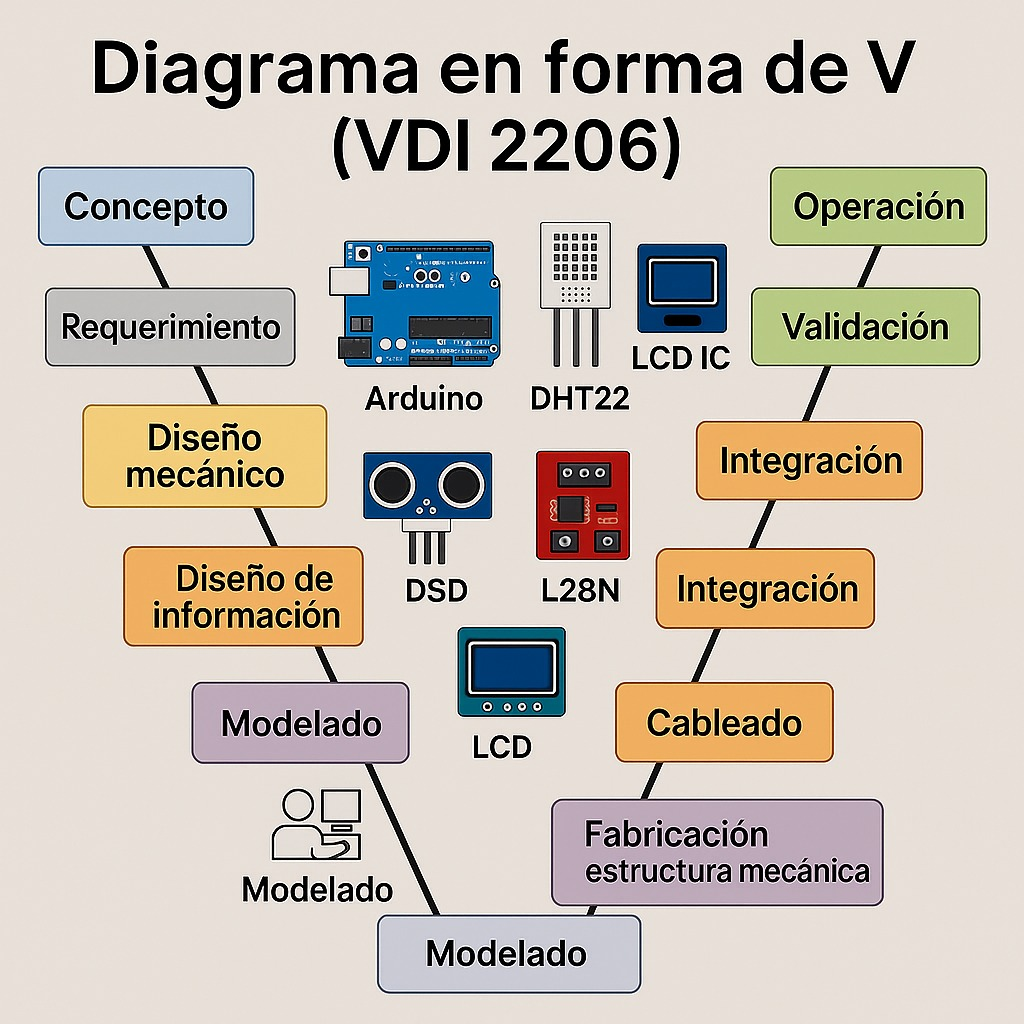 Diagrama en forma de V
(VDI 2206)
Concepto
Operación
Requerimiento
Validación
Arduino
DHT22
LCD IC
Diseño
mecánico
Integración
DSD
L28N
Diseño de
información
Integración
Modelado
LCD
Cableado
Modelado
Fabricación
estructura mecánica
Modelado